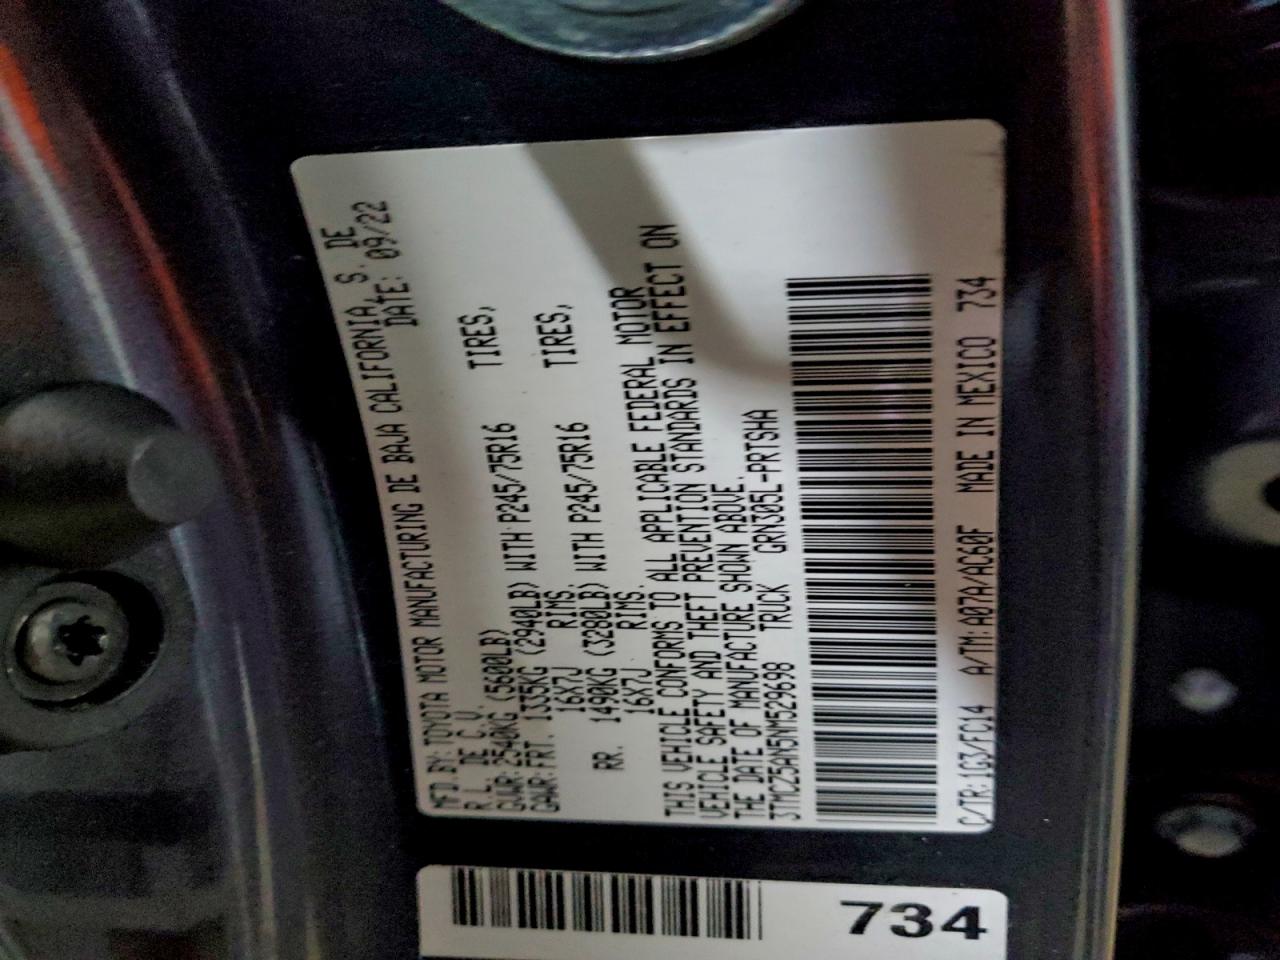 MFD.BY: TOYOTA MOTOR MANUFACTURING DE BAJA CALIFORNIA, S. DE
R.L. DE C.V. DATE: 09/22
GVWR: 2540KG (5600LB)
GAWR: FRT. 1335KG (2940LB) WITH P245/75R16 TIRES,
16X7J RIMS.
RR. 1490KG (3280LB) WITH P245/75R16 TIRES,
16X7J RIMS.
THIS VEHICLE CONFORMS TO ALL APPLICABLE FEDERAL MOTOR
VEHICLE SAFETY AND THEFT PREVENTION STANDARDS IN EFFECT ON
THE DATE OF MANUFACTURE SHOWN ABOVE.
3TMCZ5AN5NM529698 TRUCK GRN305L-PRTSHA
C/TR: 1G3/FC14 A/TM: A07A/AC60F MADE IN MEXICO 734
734